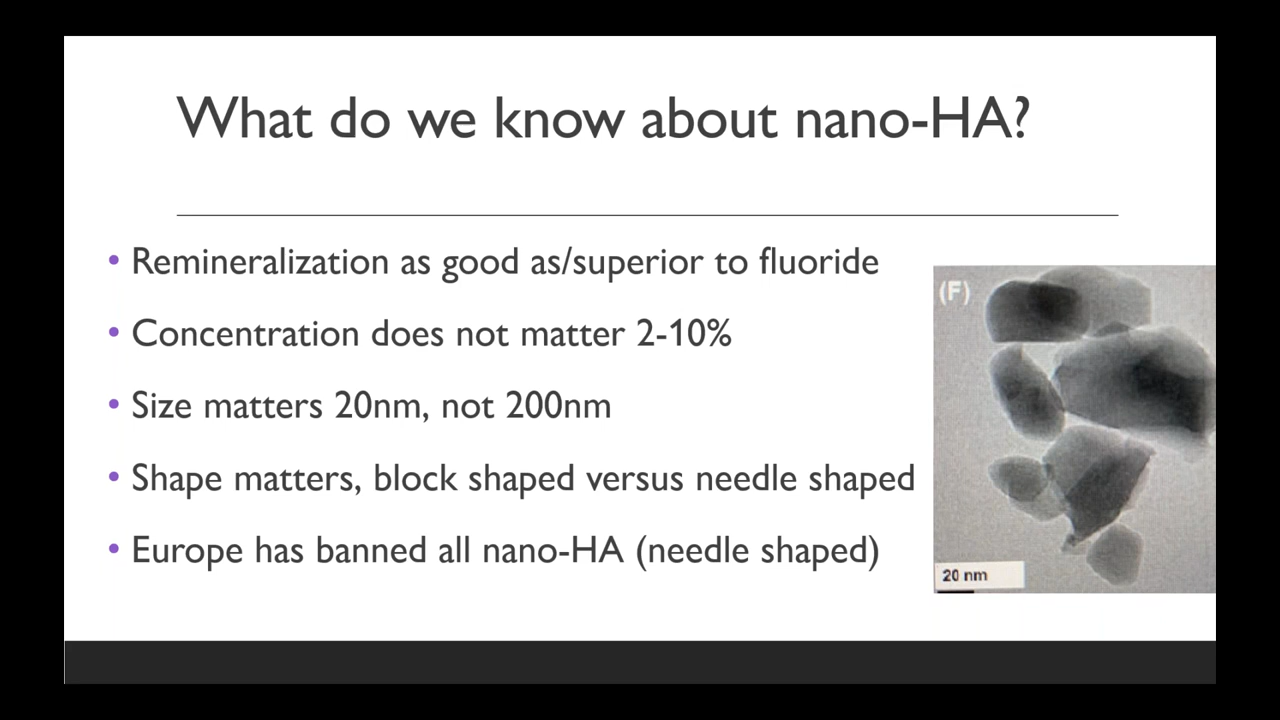 What do we know about nano-HA?
• Remineralization as good as/superior to fluoride
• Concentration does not matter 2-10%
• Size matters 20nm, not 200nm
• Shape matters, block shaped versus needle shaped
• Europe has banned all nano-HA (needle shaped)
(F)
20 nm